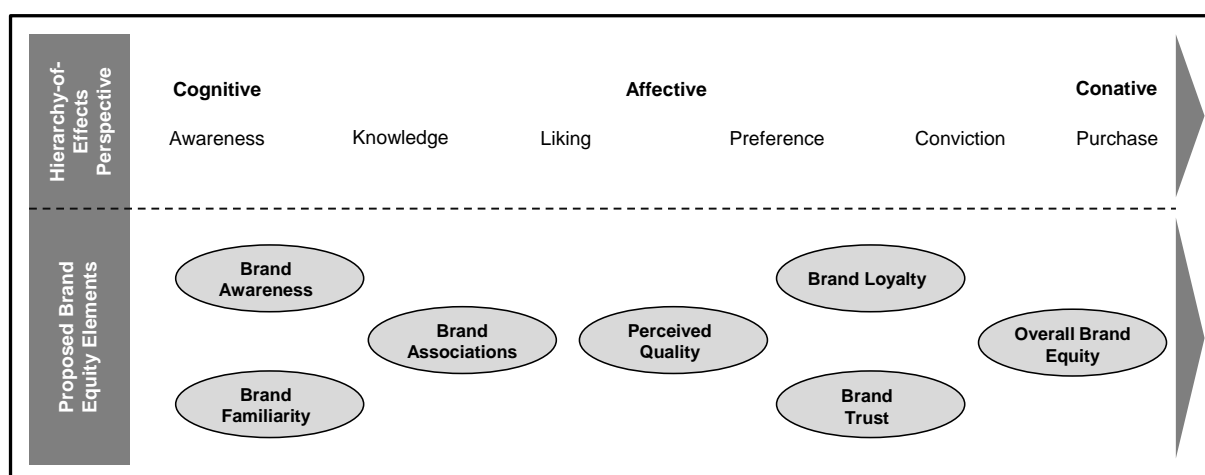 Hierarchy-of-
Effects
Perspective
Cognitive Affective Conative
Awareness Knowledge Liking Preference Conviction Purchase
Proposed Brand
Equity Elements
Brand
Awareness
Brand
Familiarity
Brand
Associations
Perceived
Quality
Brand Loyalty
Brand
Trust
Overall Brand
Equity